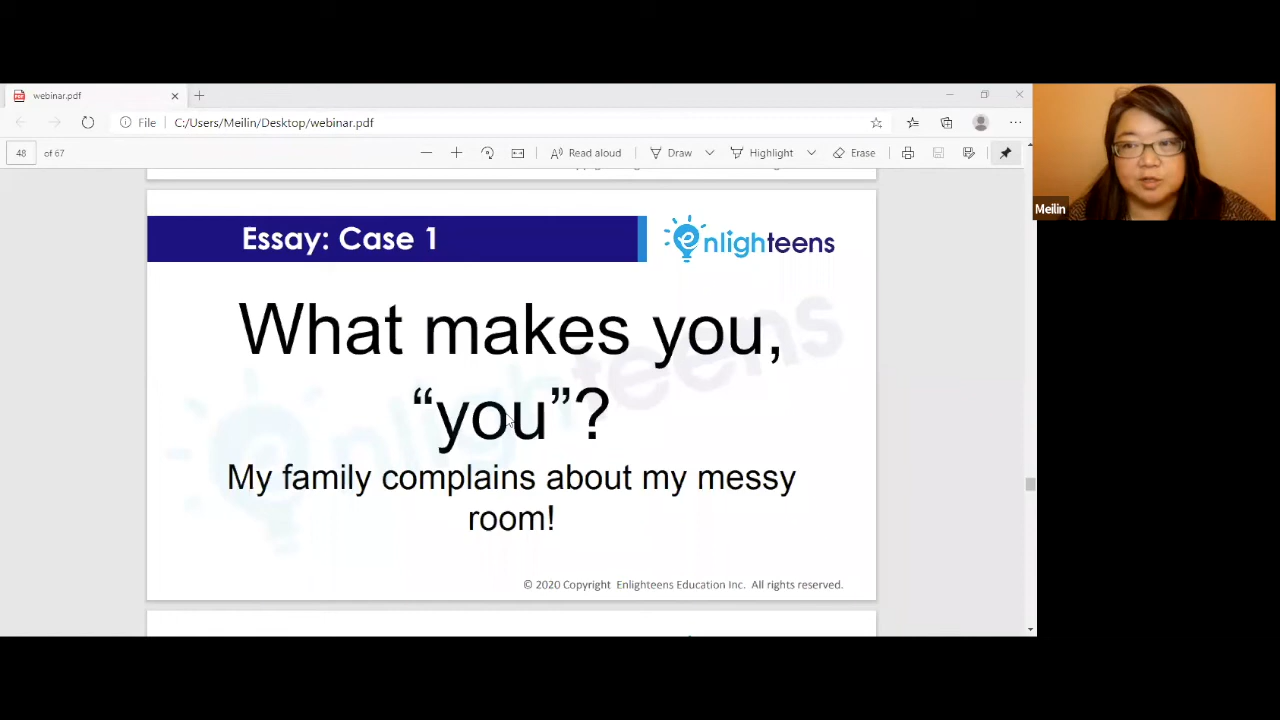 webinar.pdf
File
C:/Users/Meilin/Desktop/webinar.pdf
48 of 67
Read aloud
Draw
Highlight
Erase
Meilin
Essay: Case 1
enlighteens
What makes you,
“you”?
My family complains about my messy
room!
enlighteens
© 2020 Copyright Enlighteens Education Inc. All rights reserved.